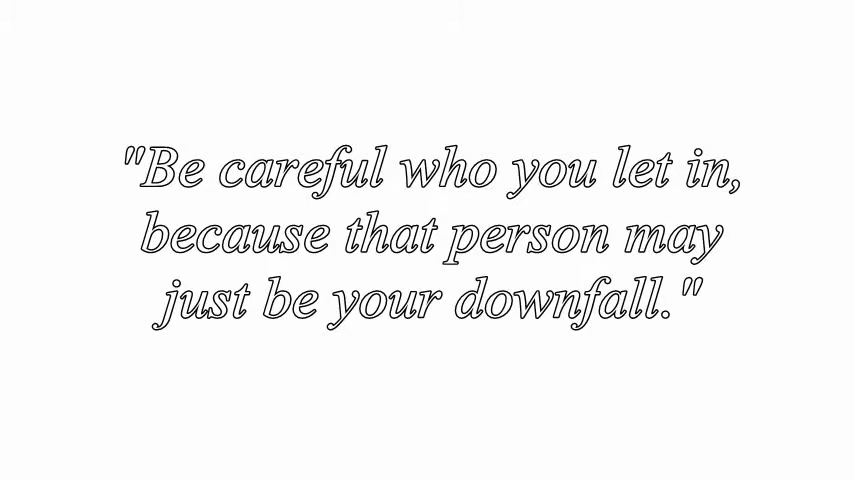 "Be careful who you let in,
because that person may
just be your downfall."